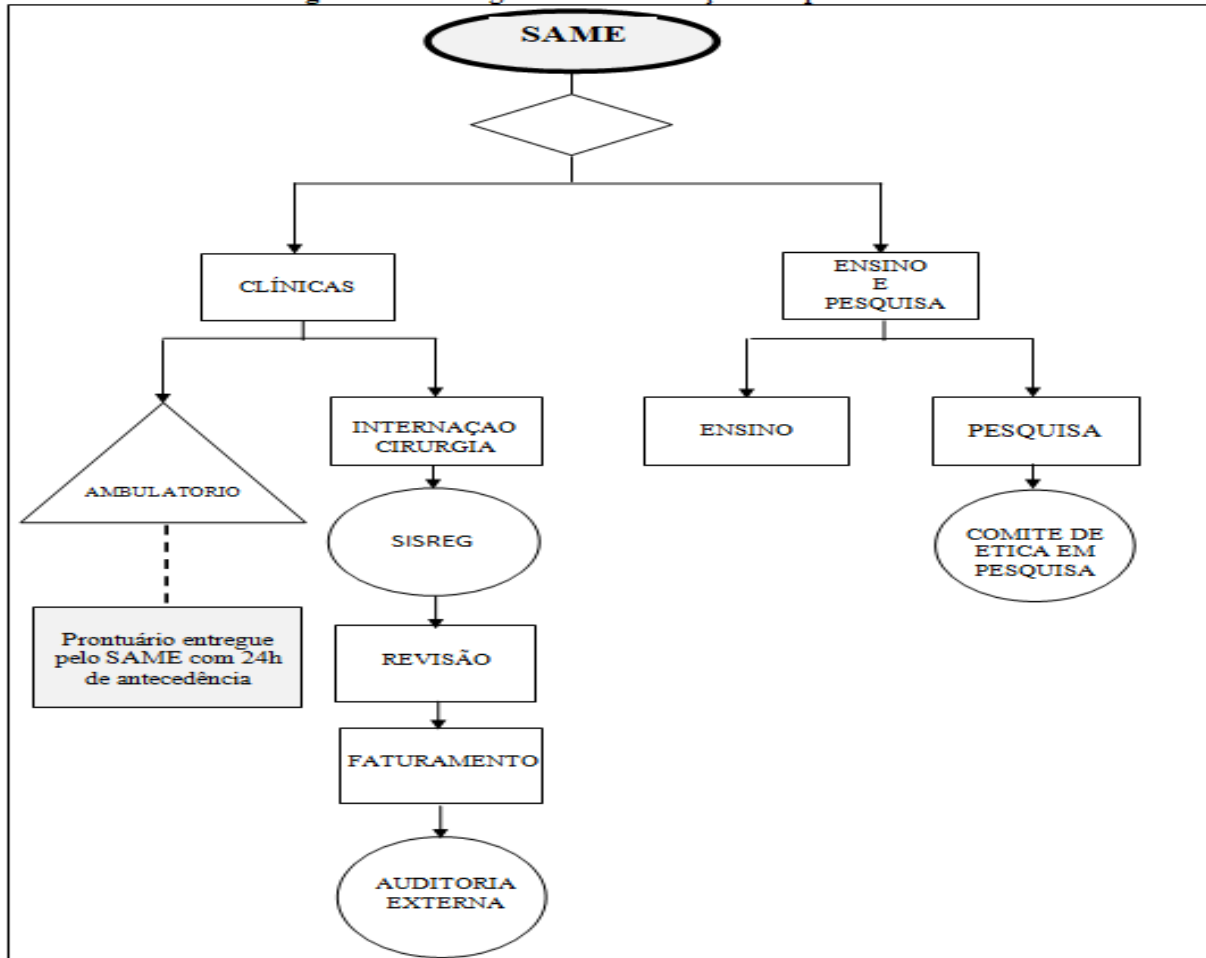 SAME
CLÍNICAS
ENSINO
E
PESQUISA
AMBULATORIO
INTERNAÇAO
CIRURGIA
ENSINO
PESQUISA
SISREG
COMITE DE
ETICA EM
PESQUISA
Prontuário entregue
pelo SAME com 24h
de antecedência
REVISÃO
FATURAMENTO
AUDITORIA
EXTERNA